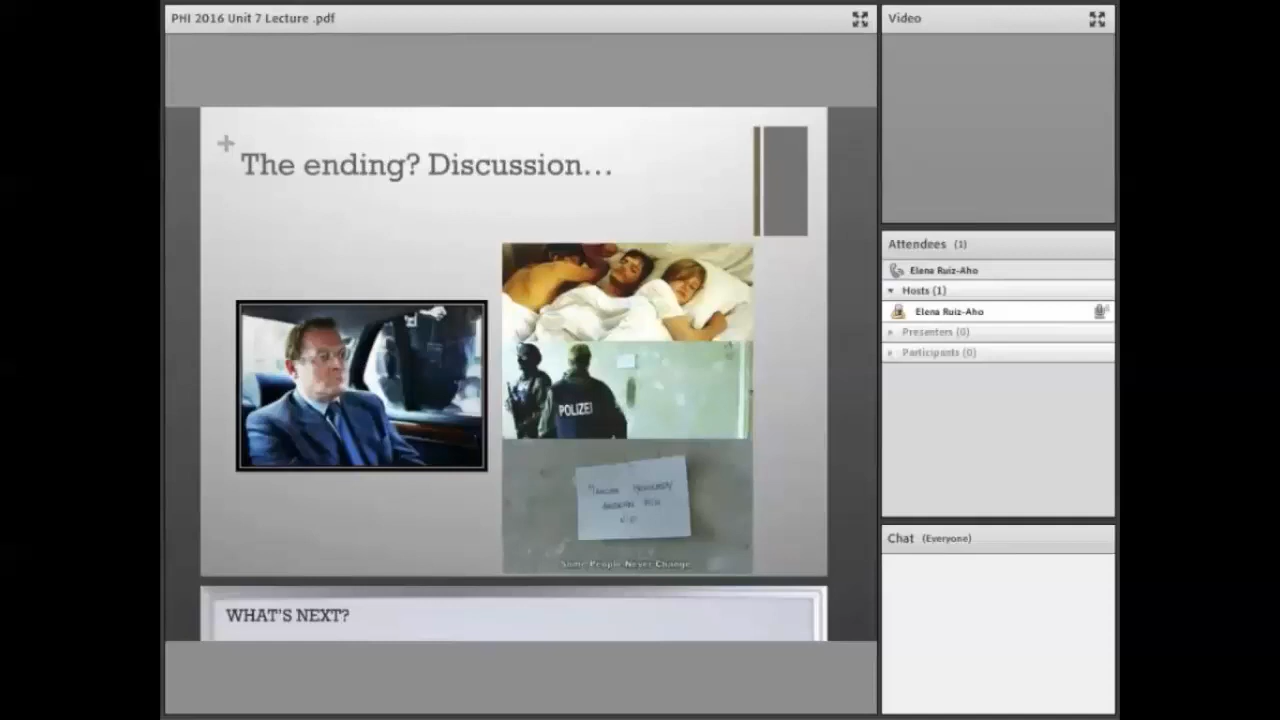 PHI 2016 Unit 7 Lecture .pdf
Video
+
The ending? Discussion...
POLIZEI
Some People Never Change
WHAT'S NEXT?
Attendees (1)
Elena Ruiz-Aho
Hosts (1)
Elena Ruiz-Aho
Presenters (0)
Participants (0)
Chat (Everyone)